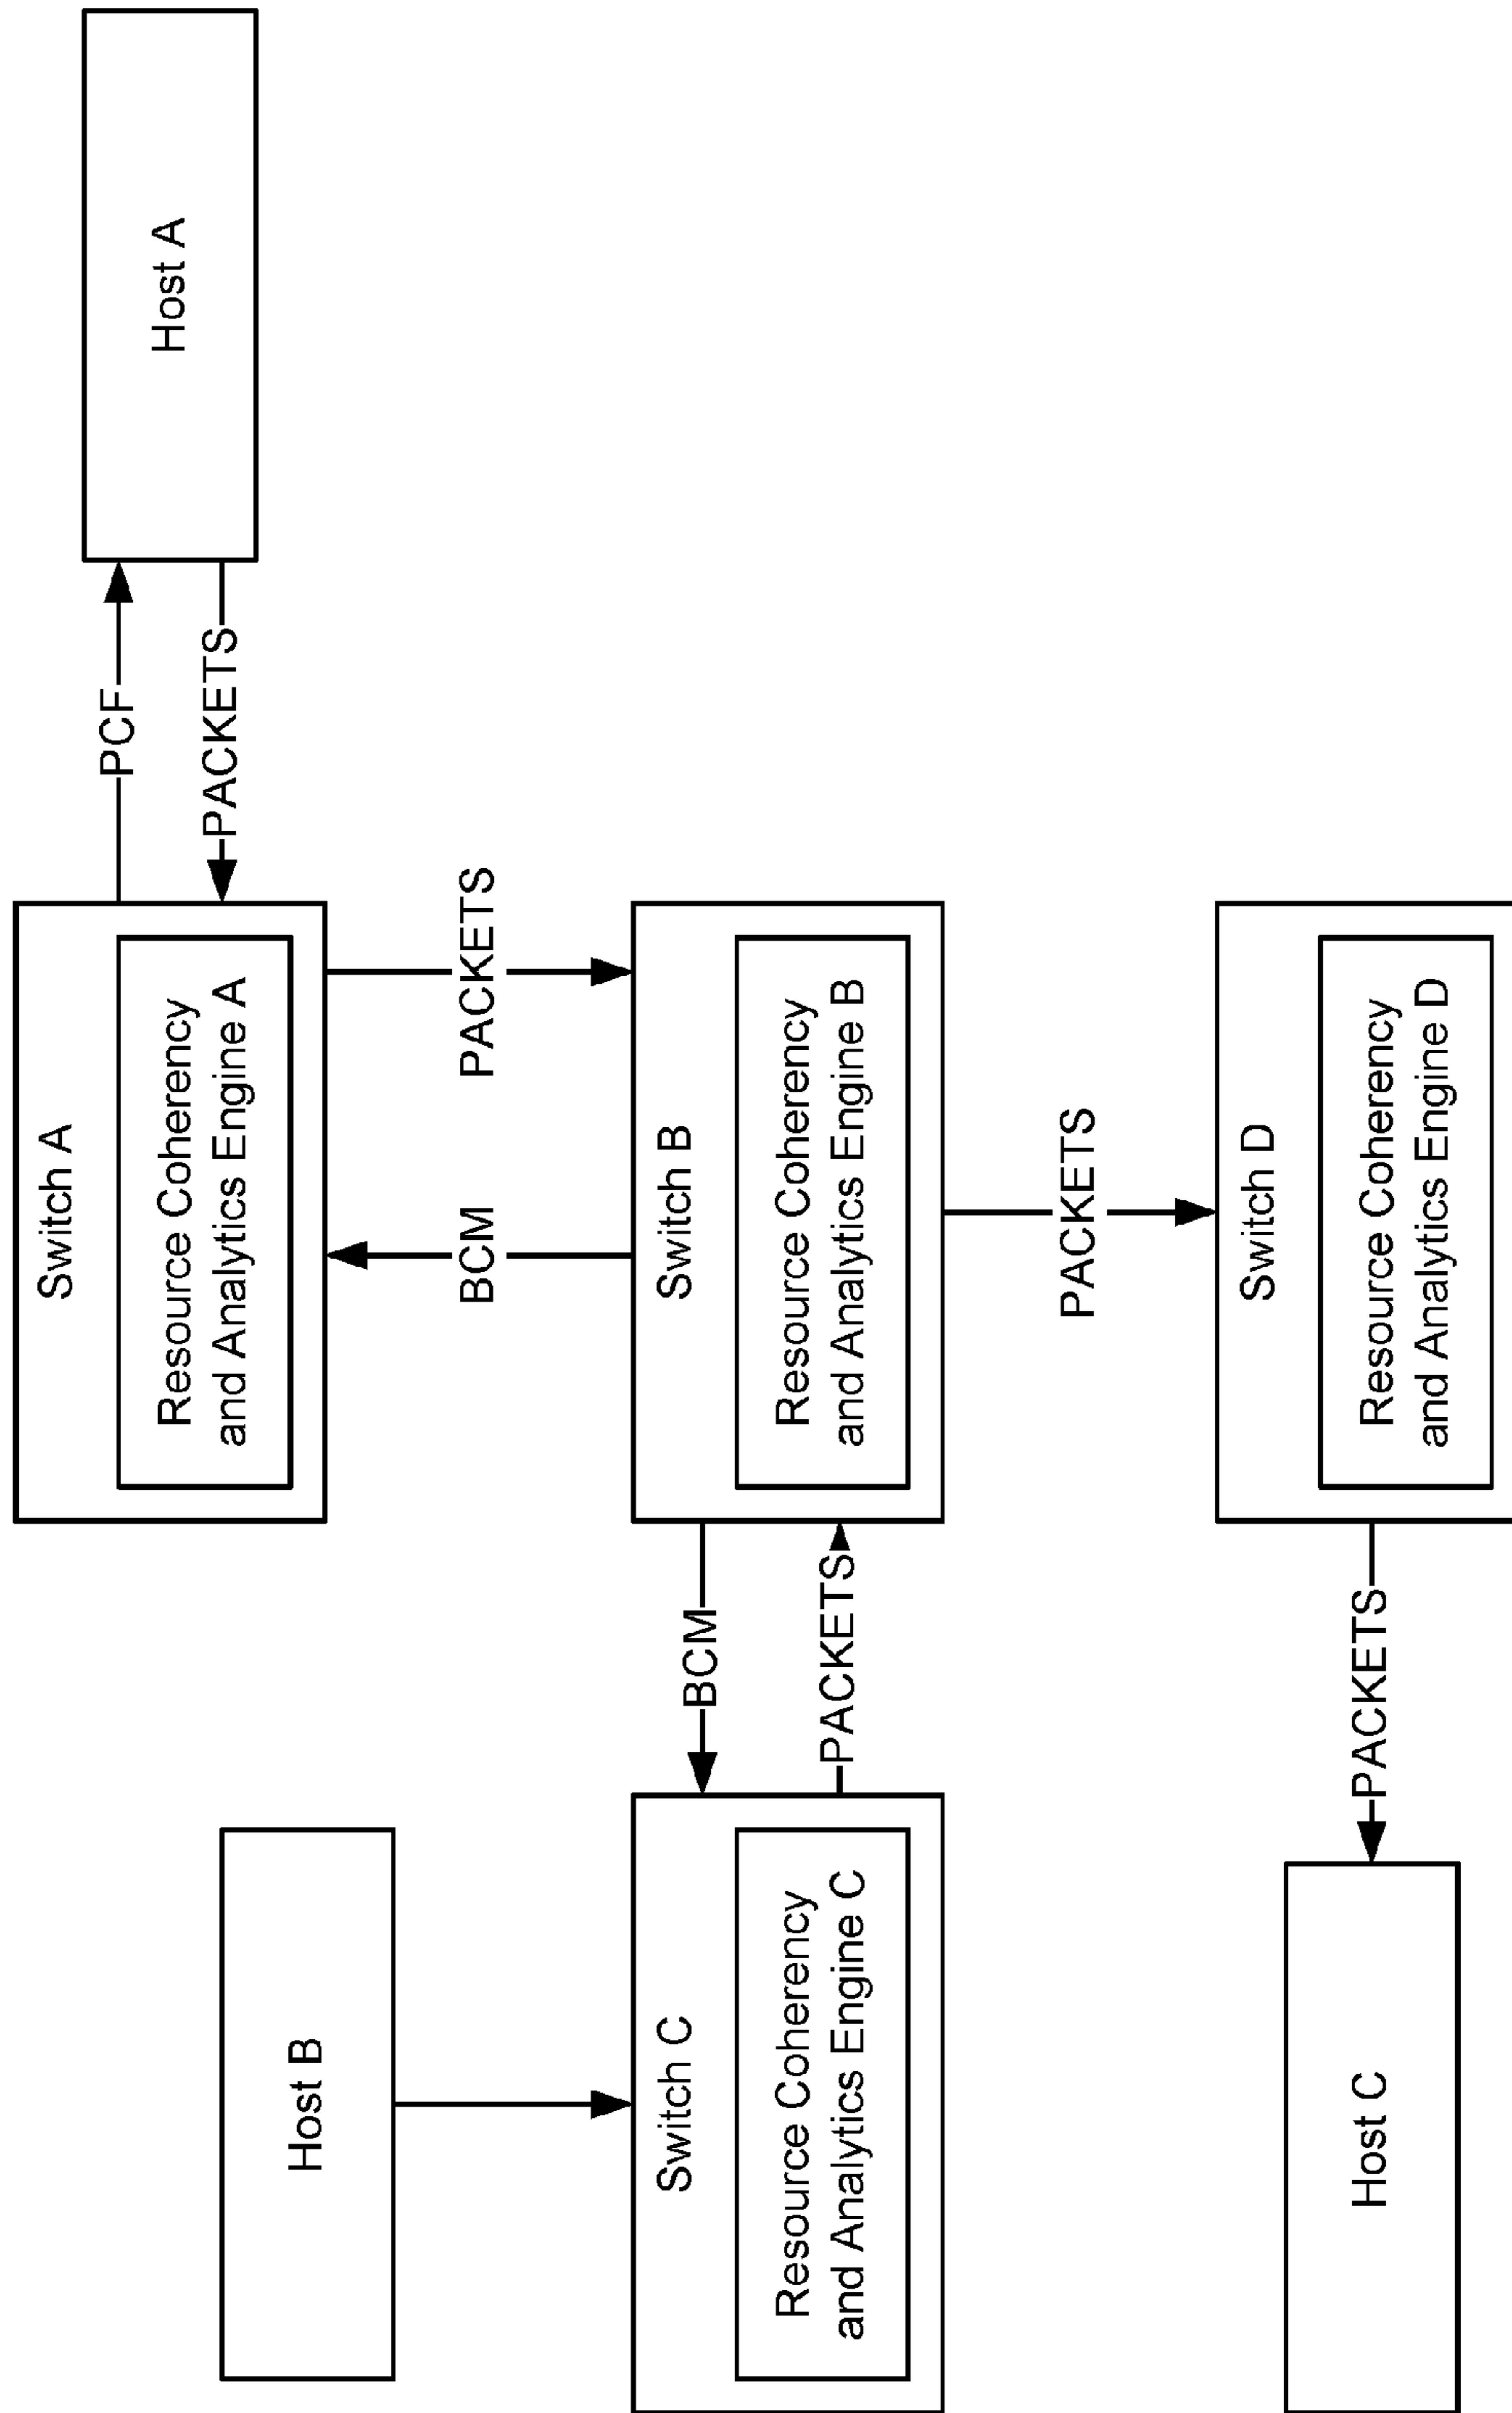 Switch A
Resource Coherency
and Analytics Engine A
PCF
PACKETS
Host A
Host B
BCM
PACKETS
Switch C
Resource Coherency
and Analytics Engine C
BCM
PACKETS
Switch B
Resource Coherency
and Analytics Engine B
PACKETS
Host C
PACKETS
Switch D
Resource Coherency
and Analytics Engine D